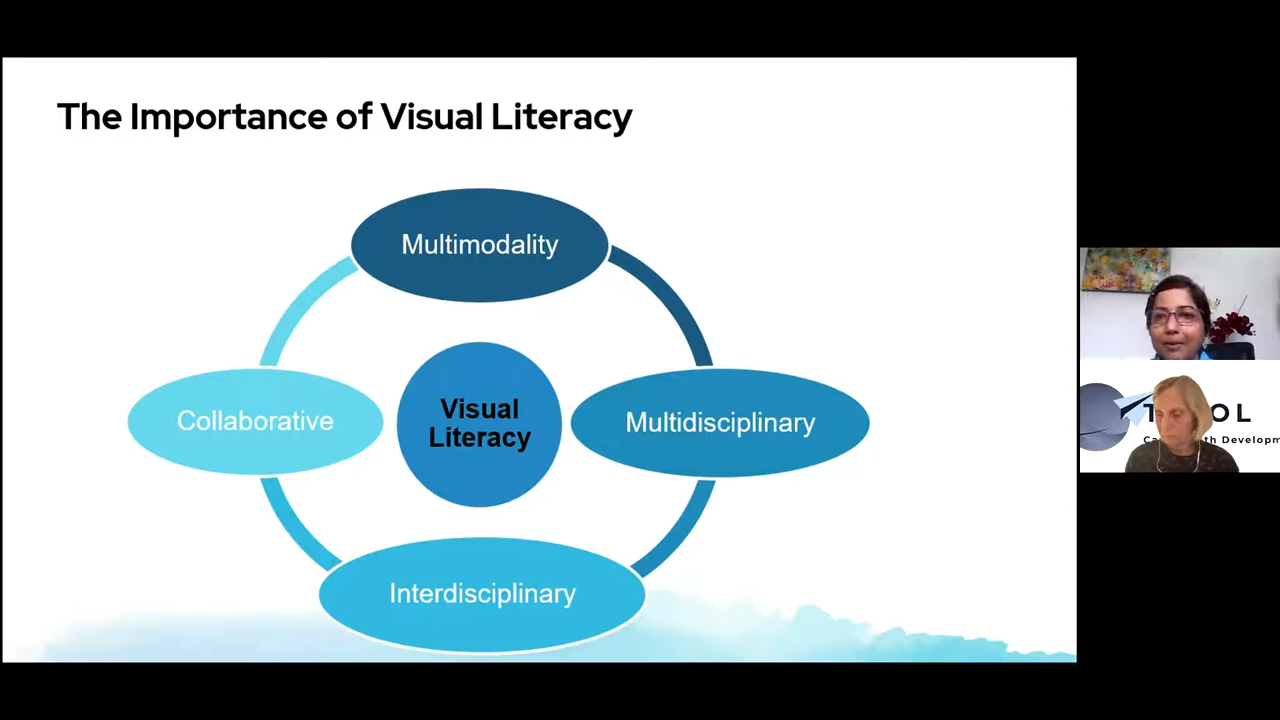 The Importance of Visual Literacy
Multimodality
Collaborative
Visual
Literacy
Multidisciplinary
Interdisciplinary